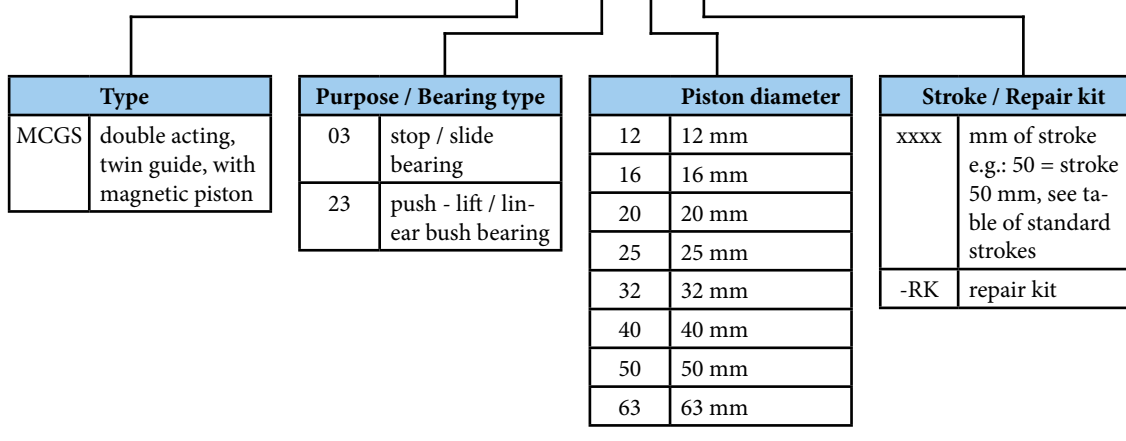 Type
MCGS double acting,
twin guide, with
magnetic piston
Purpose / Bearing type
03 stop / slide
bearing
23 push - lift / lin-
ear bush bearing
Piston diameter
12 12 mm
16 16 mm
20 20 mm
25 25 mm
32 32 mm
40 40 mm
50 50 mm
63 63 mm
Stroke / Repair kit
xxxx mm of stroke
e.g.: 50 = stroke
50 mm, see ta-
ble of standard
strokes
-RK repair kit